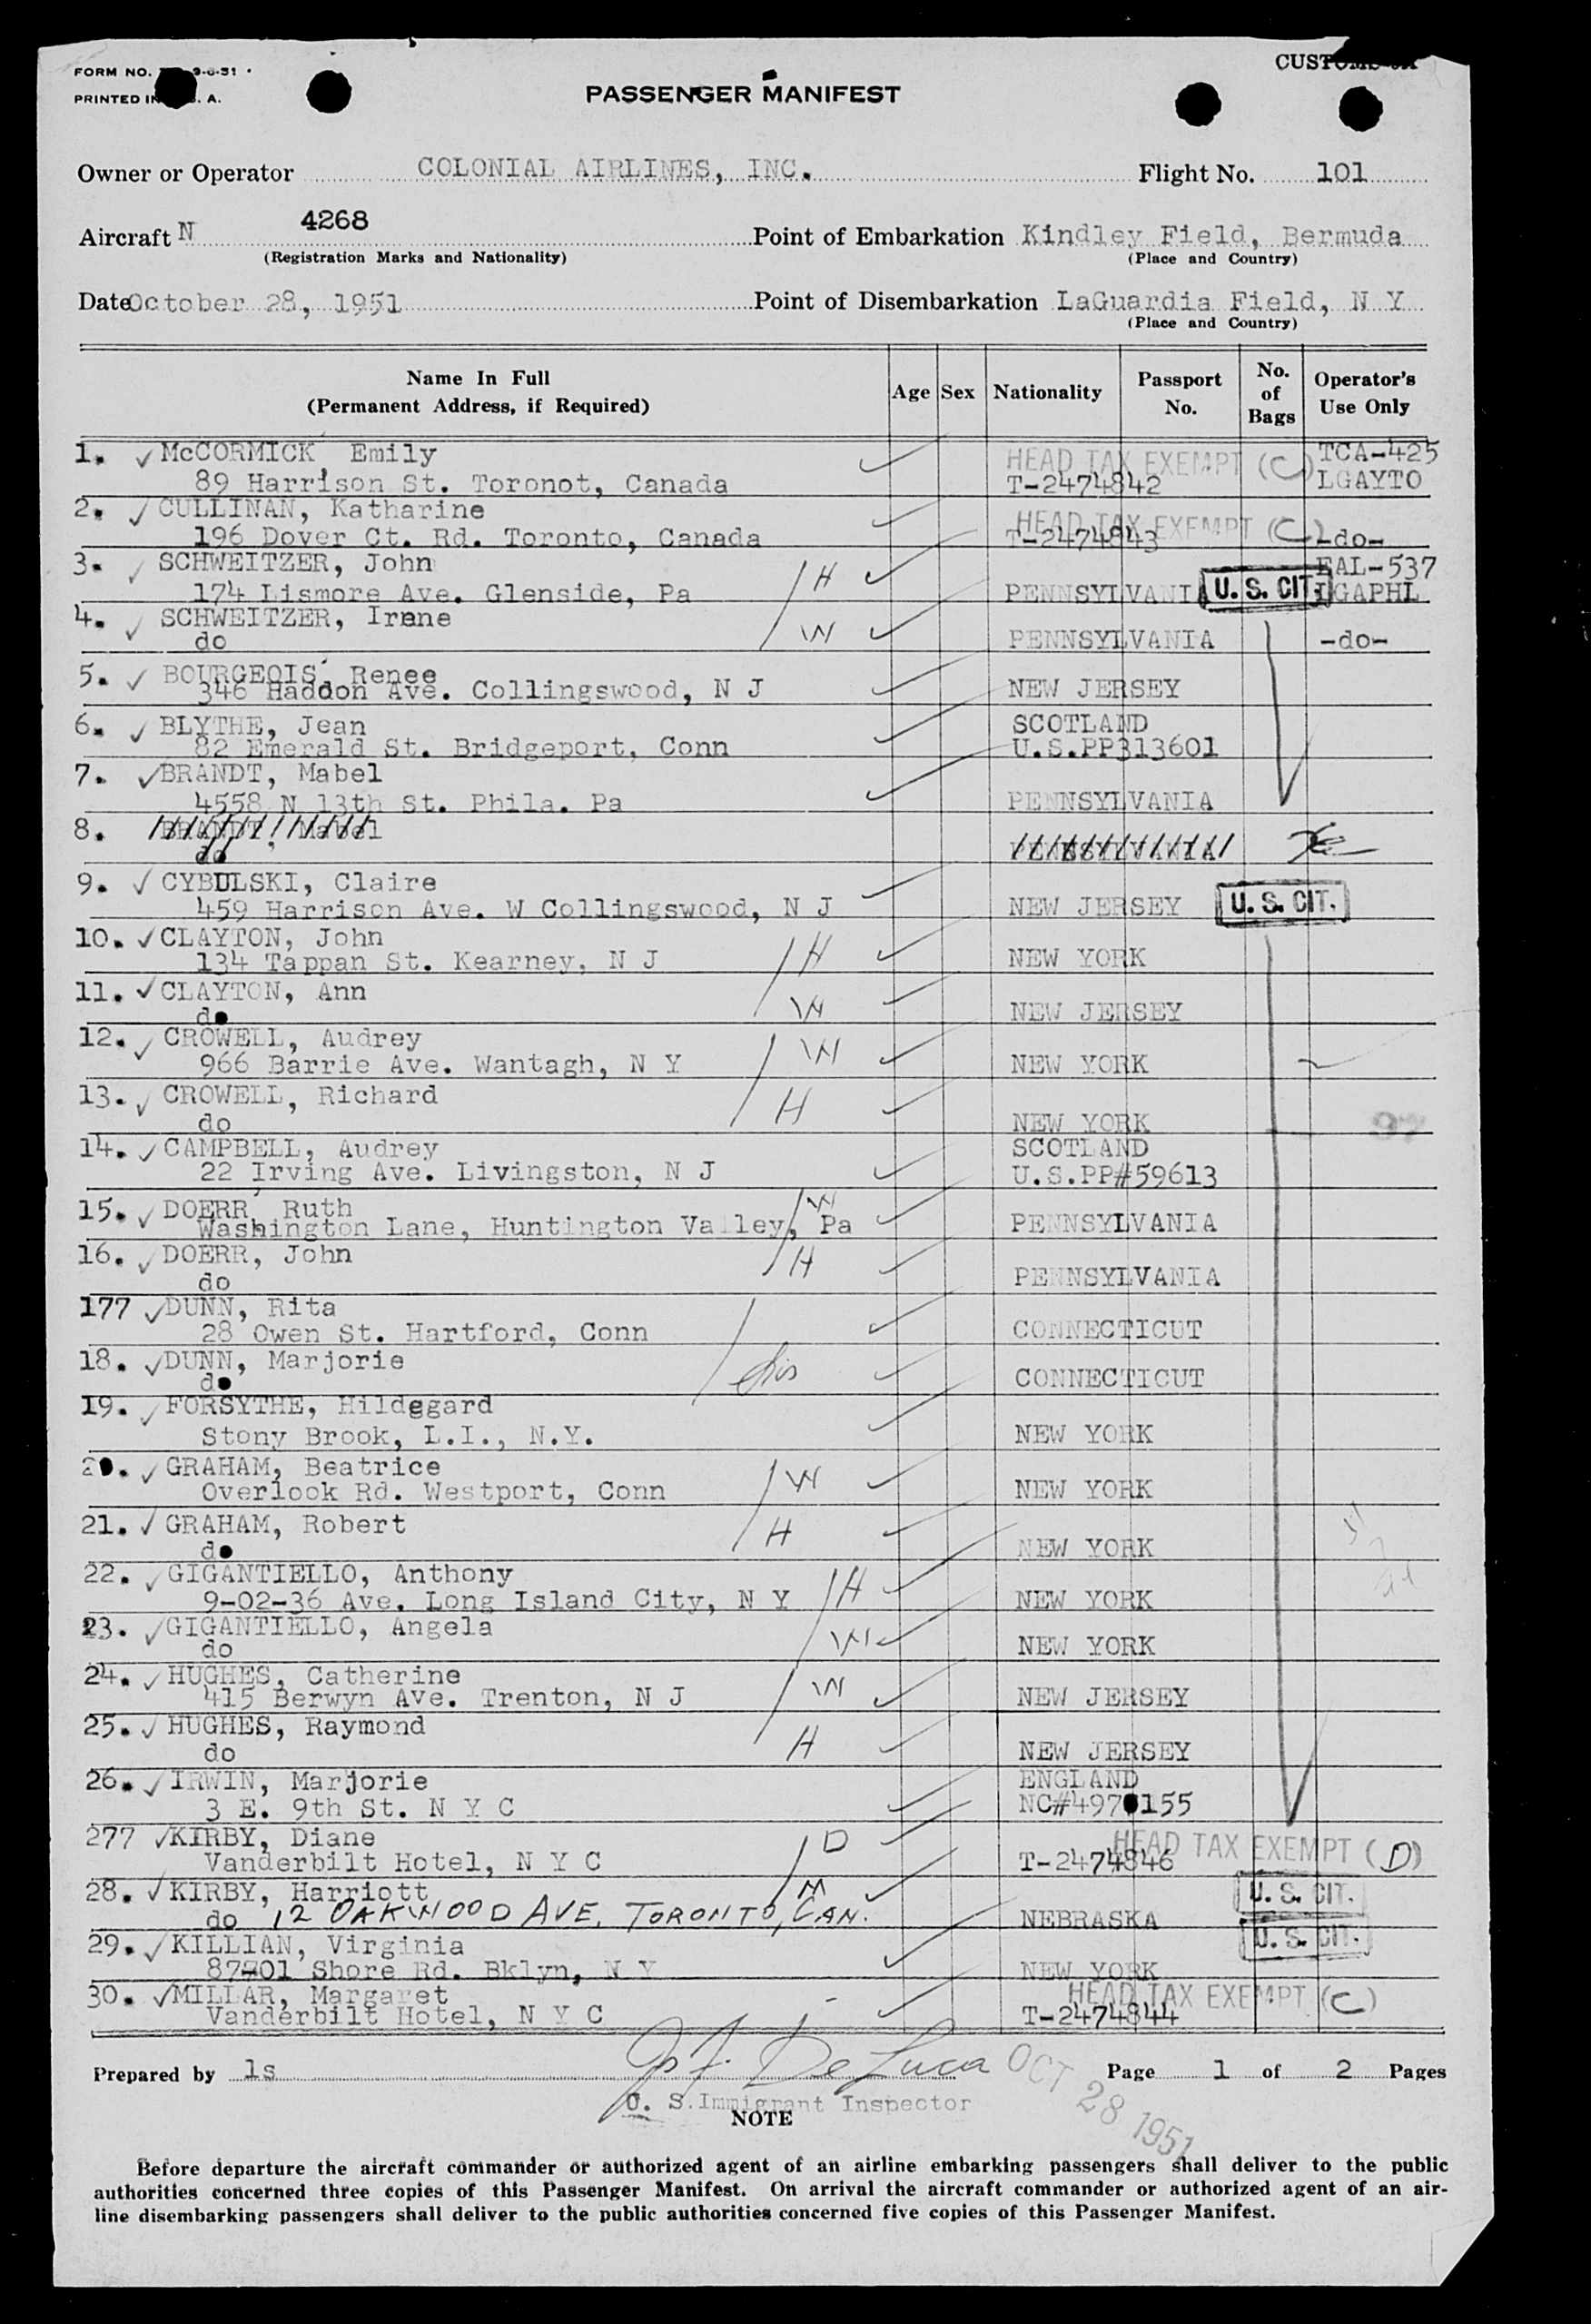 FORM NO. 9-6-51
PRINTED IN U. S. A.
PASSENGER MANIFEST
Owner or Operator COLONIAL AIRLINES, INC. Flight No. 101
Aircraft N 4268 Point of Embarkation Kindley Field, Bermuda
(Registration Marks and Nationality) (Place and Country)
Date October 28, 1951 Point of Disembarkation LaGuardia Field, N Y
(Place and Country)
Name In Full (Permanent Address, if Required) Age Sex Nationality Passport No. No. of Bags Operator's Use Only
1. McCORMICK, Emily HEAD TAX EXEMPT (C) TCA-425
89 Harrison St. Toronot, Canada T-2474842 LGAYTO
2. CULLINAN, Katharine HEAD TAX EXEMPT (C)
196 Dover Ct. Rd. Toronto, Canada T-2474843 -do-
3. SCHWEITZER, John H EAL-537
174 Lismore Ave. Glenside, Pa PENNSYLVANIA U. S. CIT. LGAPHL
4. SCHWEITZER, Irene W
do PENNSYLVANIA -do-
5. BOURGEOIS, Renee
346 Haddon Ave. Collingswood, N J NEW JERSEY
6. BLYTHE, Jean SCOTLAND
82 Emerald St. Bridgeport, Conn U.S.PP313601
7. BRANDT, Mabel
4558 N 13th St. Phila. Pa PENNSYLVANIA
8. BRANDT, Mabel
do PENNSYLVANIA
9. CYBULSKI, Claire
459 Harrison Ave. W Collingswood, N J NEW JERSEY U. S. CIT.
10. CLAYTON, John H
134 Tappan St. Kearney, N J NEW YORK
11. CLAYTON, Ann W
do NEW JERSEY
12. CROWELL, Audrey W
966 Barrie Ave. Wantagh, N Y NEW YORK
13. CROWELL, Richard H
do NEW YORK
14. CAMPBELL, Audrey SCOTLAND
22 Irving Ave. Livingston, N J U.S.PP#59613
15. DOERR, Ruth W
Washington Lane, Huntington Valley, Pa PENNSYLVANIA
16. DOERR, John H
do PENNSYLVANIA
177 DUNN, Rita
28 Owen St. Hartford, Conn CONNECTICUT
18. DUNN, Marjorie sis
do CONNECTICUT
19. FORSYTHE, Hildegard
Stony Brook, L.I., N.Y. NEW YORK
20. GRAHAM, Beatrice W
Overlook Rd. Westport, Conn NEW YORK
21. GRAHAM, Robert H
do NEW YORK
22. GIGANTIELLO, Anthony H
9-02-36 Ave. Long Island City, N Y NEW YORK
23. GIGANTIELLO, Angela W
do NEW YORK
24. HUGHES, Catherine W
415 Berwyn Ave. Trenton, N J NEW JERSEY
25. HUGHES, Raymond H
do NEW JERSEY
26. IRWIN, Marjorie ENGLAND
3 E. 9th St. N Y C NC#4970155
277 KIRBY, Diane D HEAD TAX EXEMPT (D)
Vanderbilt Hotel, N Y C T-2474846
28. KIRBY, Harriott M U. S. CIT.
do 12 OAKWOOD AVE, TORONTO, CAN. NEBRASKA
29. KILLIAN, Virginia U. S. CIT.
87-01 Shore Rd. Bklyn, N Y NEW YORK
30. MILLAR, Margaret HEAD TAX EXEMPT (C)
Vanderbilt Hotel, N Y C T-2474844
Prepared by ls De Luca OCT 28 1951 Page 1 of 2 Pages
U. S. Immigrant Inspector
NOTE
Before departure the aircraft commander or authorized agent of an airline embarking passengers shall deliver to the public
authorities concerned three copies of this Passenger Manifest. On arrival the aircraft commander or authorized agent of an air-
line disembarking passengers shall deliver to the public authorities concerned five copies of this Passenger Manifest.